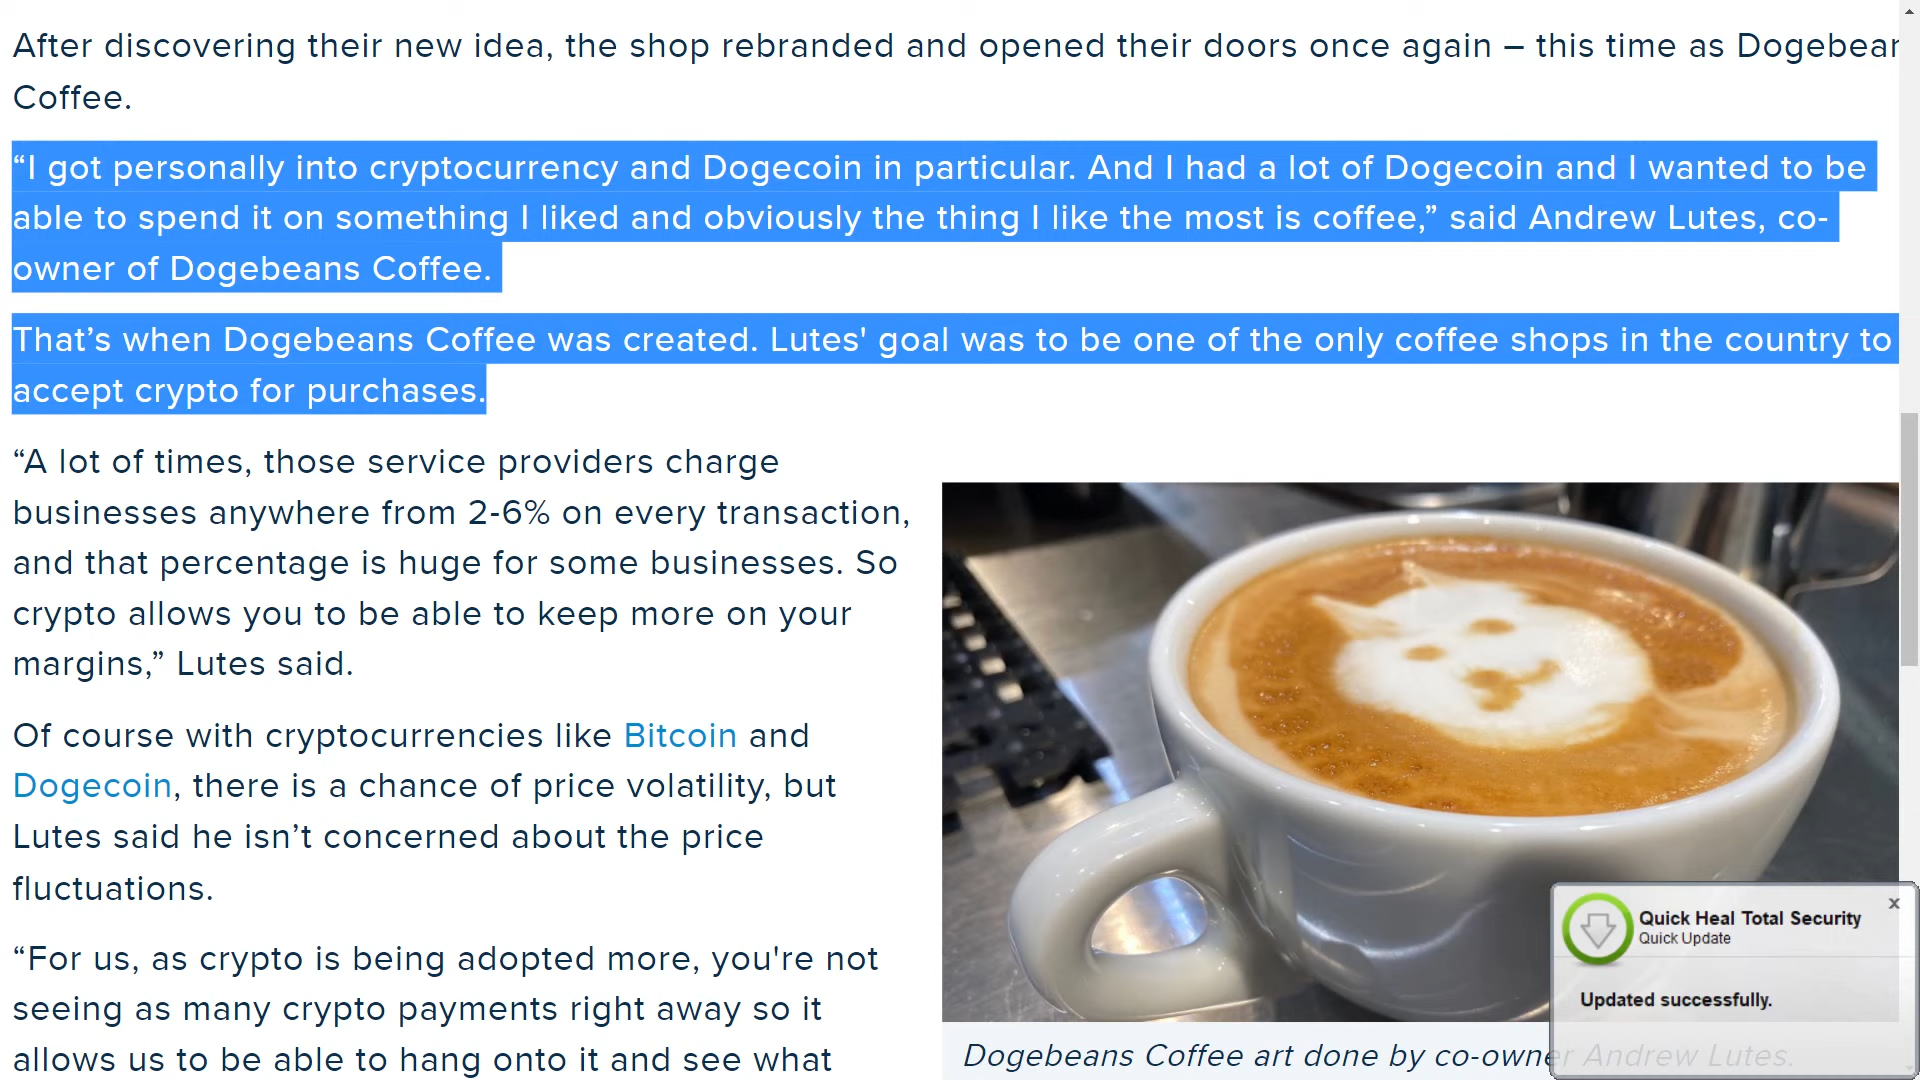 After discovering their new idea, the shop rebranded and opened their doors once again – this time as Dogebean
Coffee.
“I got personally into cryptocurrency and Dogecoin in particular. And I had a lot of Dogecoin and I wanted to be
able to spend it on something I liked and obviously the thing I like the most is coffee,” said Andrew Lutes, co-
owner of Dogebeans Coffee.
That’s when Dogebeans Coffee was created. Lutes' goal was to be one of the only coffee shops in the country to
accept crypto for purchases.
“A lot of times, those service providers charge
businesses anywhere from 2-6% on every transaction,
and that percentage is huge for some businesses. So
crypto allows you to be able to keep more on your
margins,” Lutes said.
Of course with cryptocurrencies like Bitcoin and
Dogecoin, there is a chance of price volatility, but
Lutes said he isn’t concerned about the price
fluctuations.
“For us, as crypto is being adopted more, you're not
seeing as many crypto payments right away so it
allows us to be able to hang onto it and see what
Dogebeans Coffee art done by co-owner Andrew Lutes.
Quick Heal Total Security
Quick Update
Updated successfully.